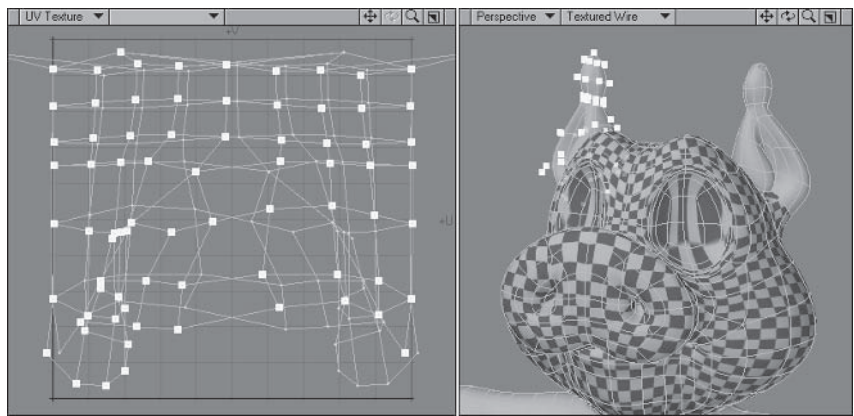 UV Texture
Perspective
Textured Wire
+V
+U